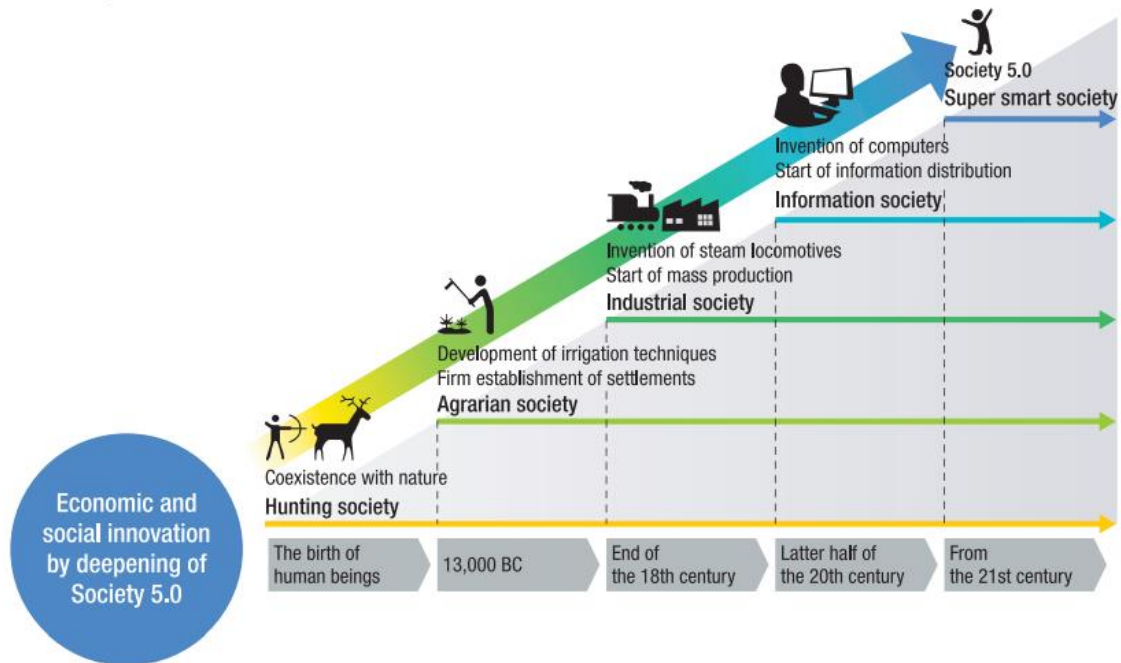 Society 5.0
Super smart society
Invention of computers
Start of information distribution
Information society
Invention of steam locomotives
Start of mass production
Industrial society
Development of irrigation techniques
Firm establishment of settlements
Agrarian society
Coexistence with nature
Hunting society
Economic and
social innovation
by deepening of
Society 5.0
The birth of
human beings
13,000 BC
End of
the 18th century
Latter half of
the 20th century
From
the 21st century